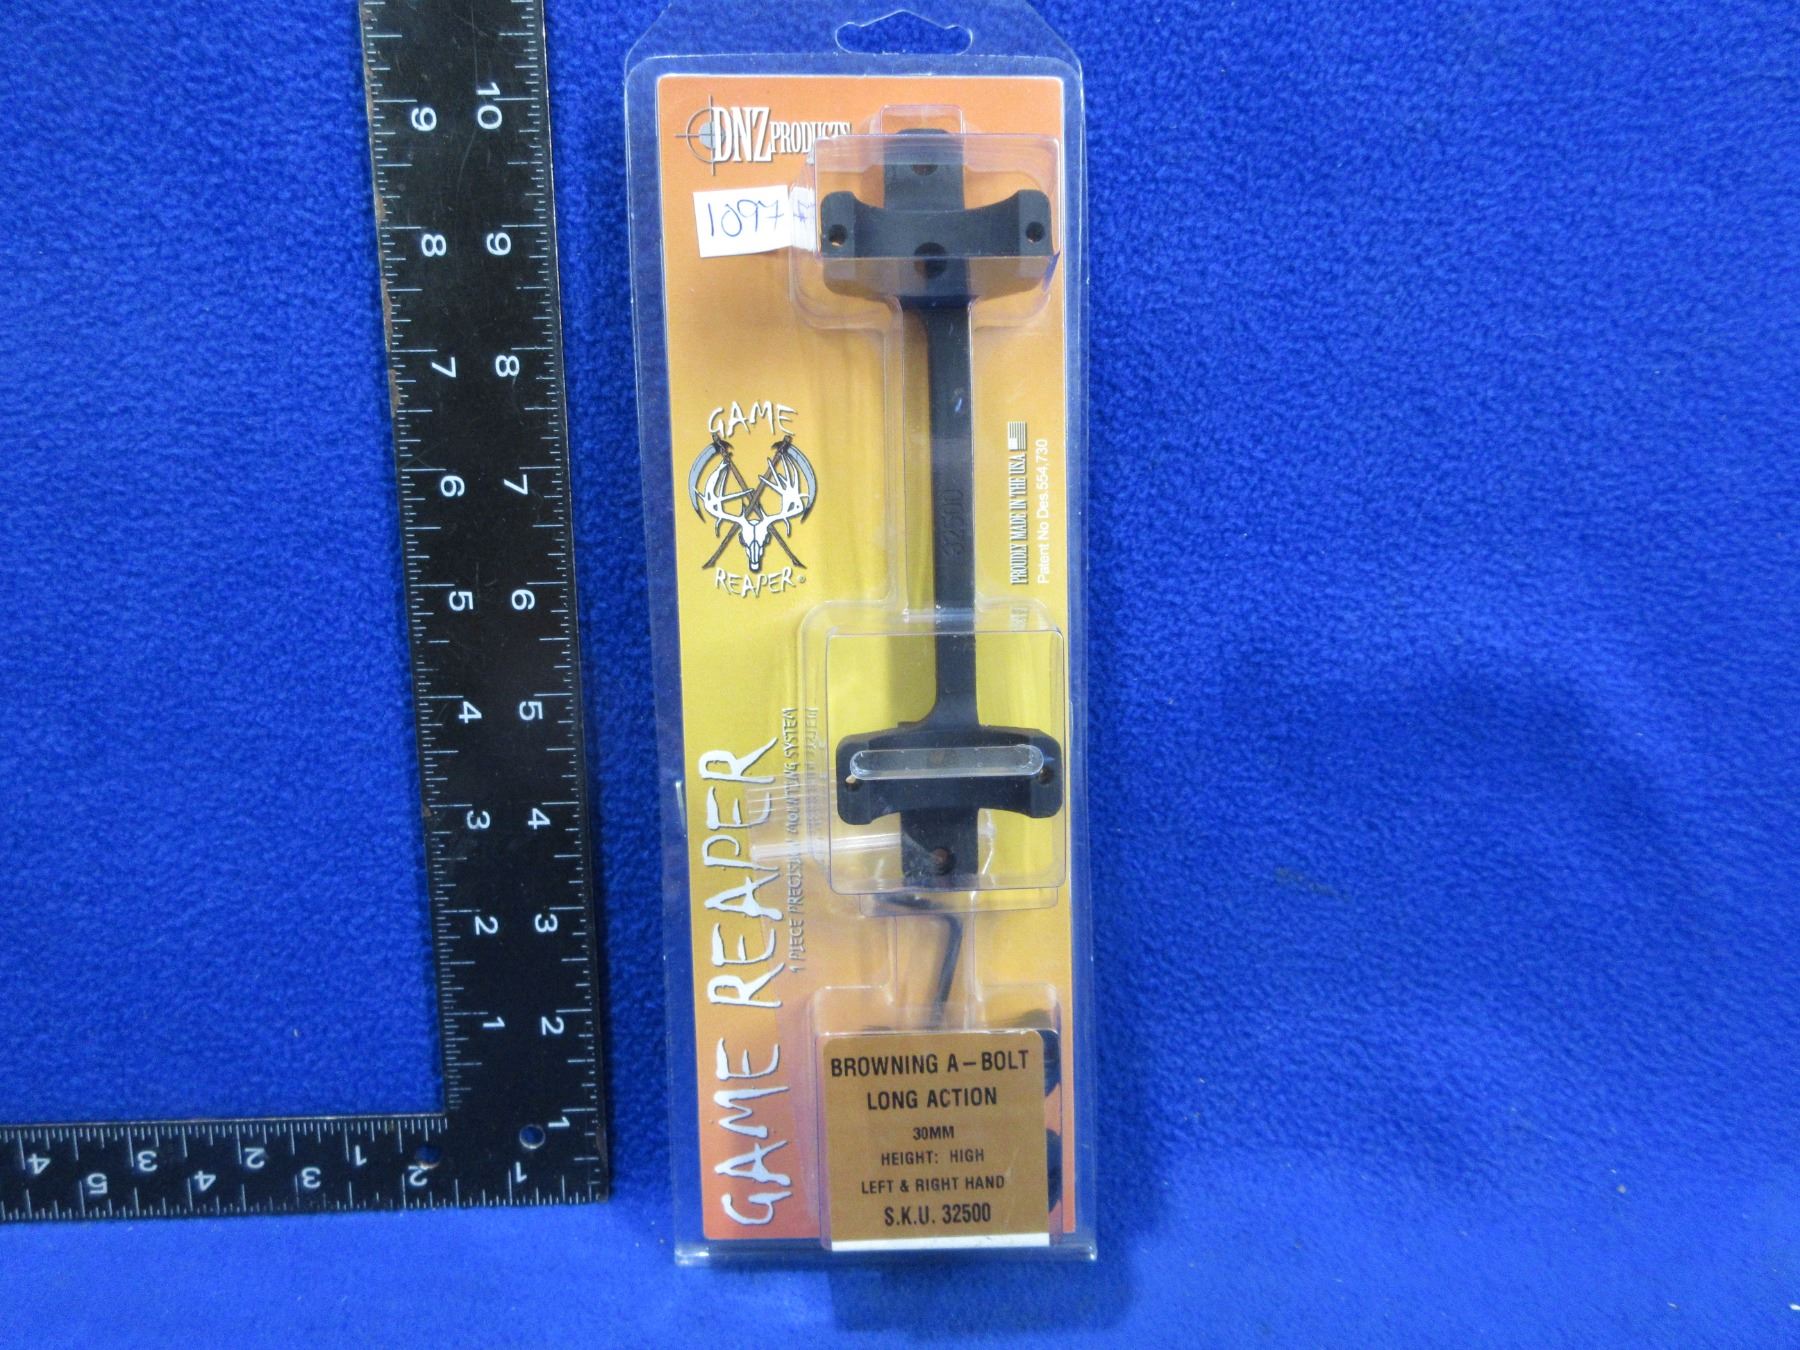 DNZ PRODUCTS
1097
GAME
REAPER®
32500
PROUDLY MADE IN THE USA
Patent No Des.554,730
GAME REAPER
1 PIECE PRECISION MOUNTING SYSTEM
BROWNING A-BOLT
LONG ACTION
30MM
HEIGHT: HIGH
LEFT & RIGHT HAND
S.K.U. 32500
10
9
8
7
6
5
4
3
2
1
9
8
7
6
5
4
3
2
1
4
3
2
1
5
4
3
2
1